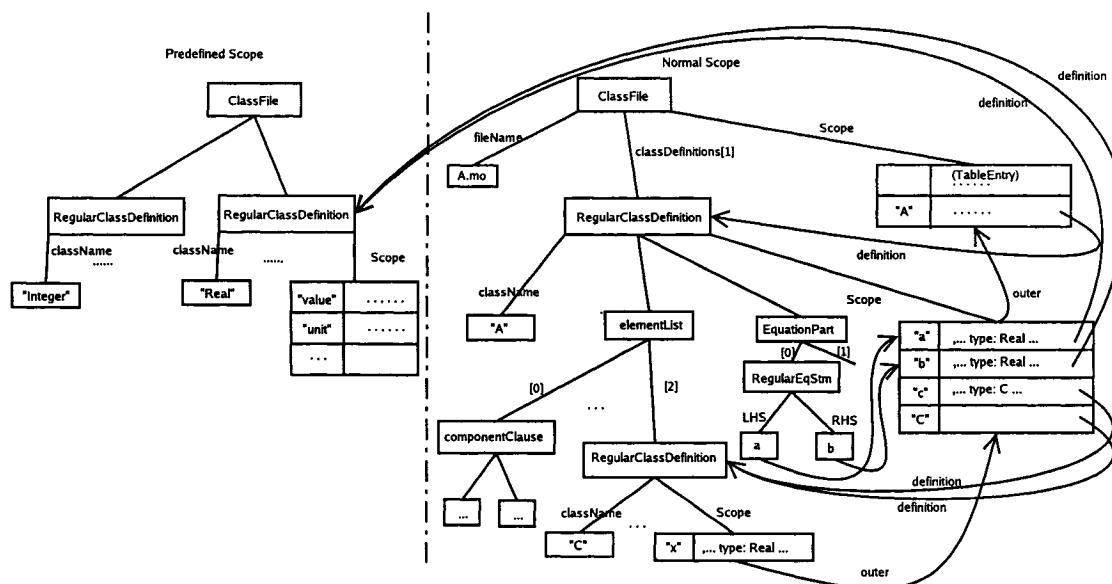 Predefined Scope
Normal Scope
definition
definition
ClassFile
ClassFile
fileName
Scope
classDefinitions[1]
A.mo
(TableEntry)
......
"A" ......
RegularClassDefinition
RegularClassDefinition
RegularClassDefinition
className
......
className
......
Scope
definition
"Integer"
"Real"
"value" ......
"unit" ......
...
className
Scope
outer
"A"
elementList
EquationPart
"a" ,... type: Real ...
"b" ,... type: Real ...
"c" ,... type: C ...
"C"
[0]
[1]
RegularEqStm
[0]
[2]
...
LHS
RHS
componentClause
a
b
RegularClassDefinition
definition
definition
...
...
className
...
Scope
"C"
"x" ,... type: Real ...
outer